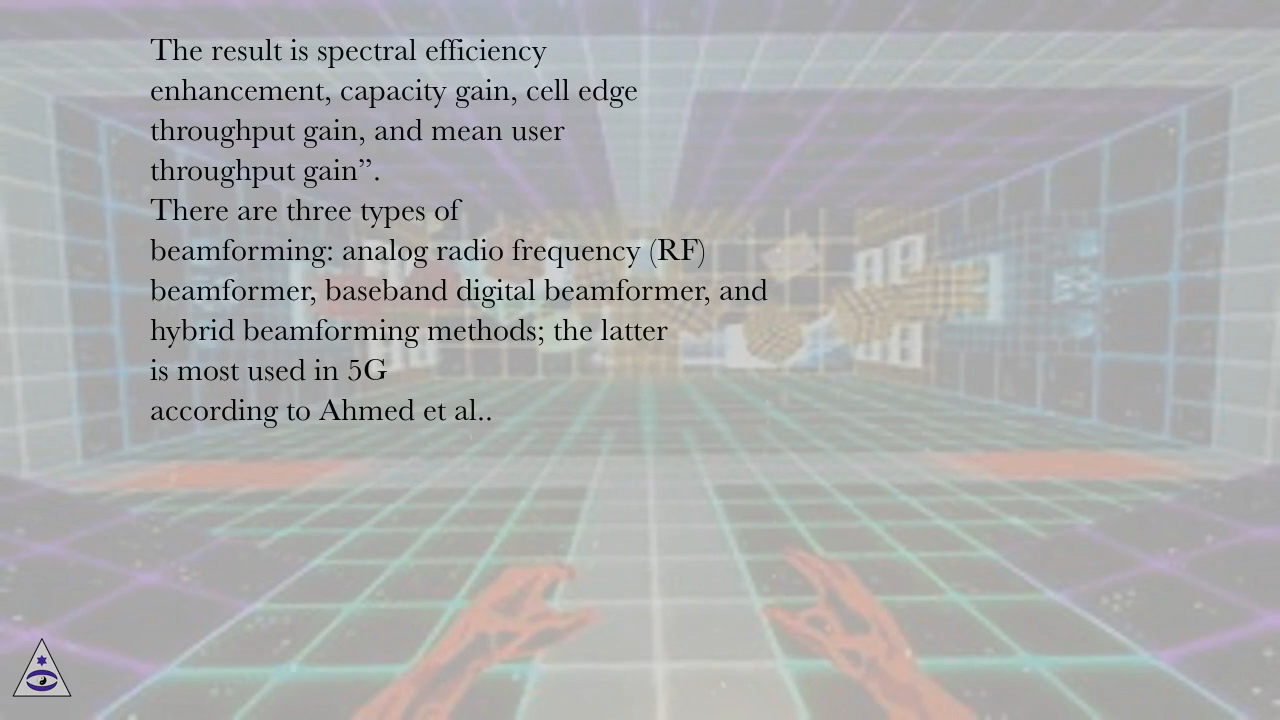 The result is spectral efficiency
enhancement, capacity gain, cell edge
throughput gain, and mean user
throughput gain”.
There are three types of
beamforming: analog radio frequency (RF)
beamformer, baseband digital beamformer, and
hybrid beamforming methods; the latter
is most used in 5G
according to Ahmed et al..